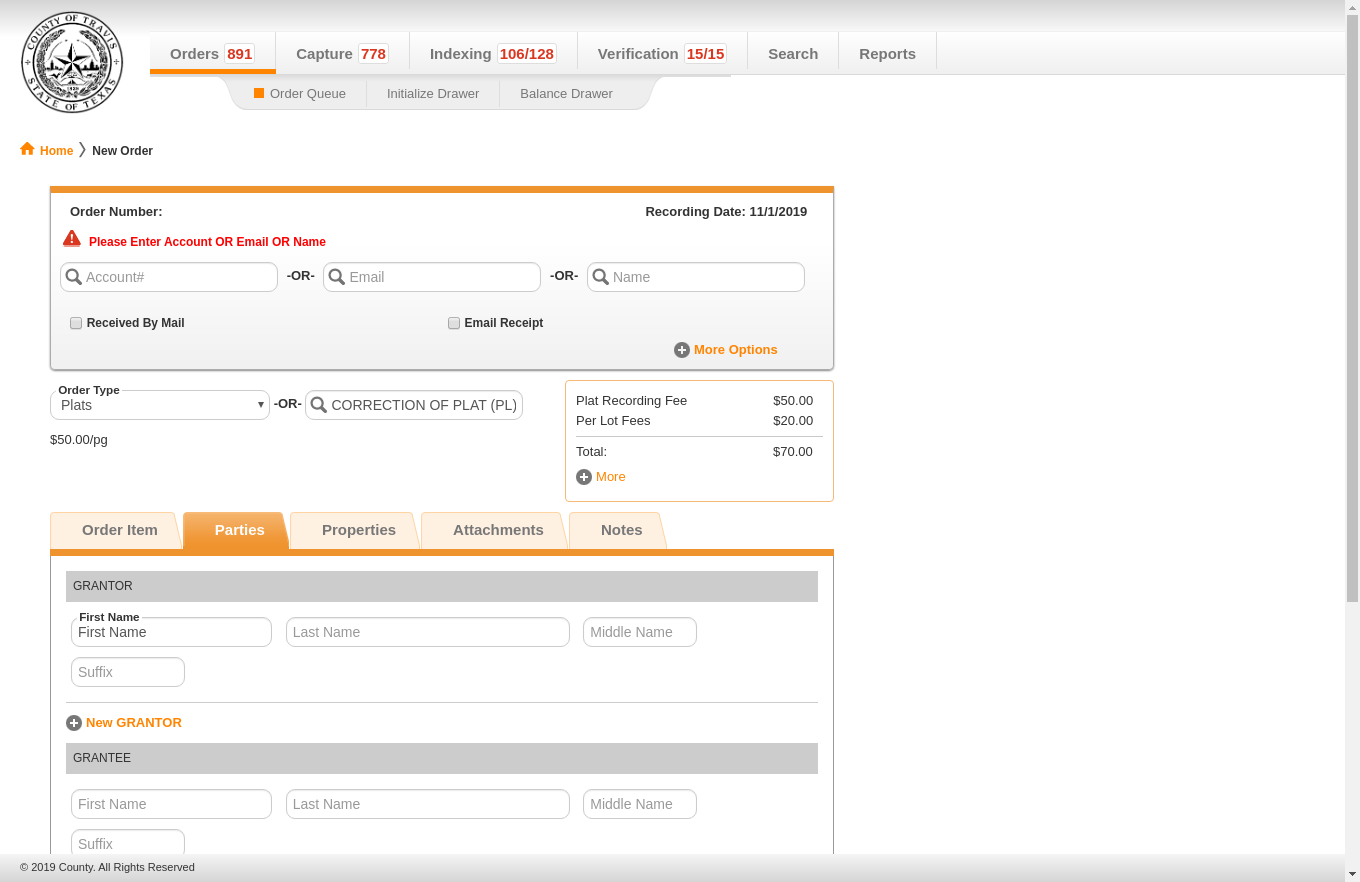 COUNTY OF TRAVIS
STATE OF TEXAS
Orders 891
Capture 778
Indexing 106/128
Verification 15/15
Search
Reports
Order Queue
Initialize Drawer
Balance Drawer
Home
New Order
Order Number:
Recording Date: 11/1/2019
Please Enter Account OR Email OR Name
Account#
-OR-
Email
-OR-
Name
Received By Mail
Email Receipt
More Options
Order Type
Plats
-OR-
CORRECTION OF PLAT (PL)
$50.00/pg
Plat Recording Fee $50.00
Per Lot Fees $20.00
Total: $70.00
More
Order Item
Parties
Properties
Attachments
Notes
GRANTOR
First Name
First Name
Last Name
Middle Name
Suffix
New GRANTOR
GRANTEE
First Name
Last Name
Middle Name
Suffix
© 2019 County. All Rights Reserved